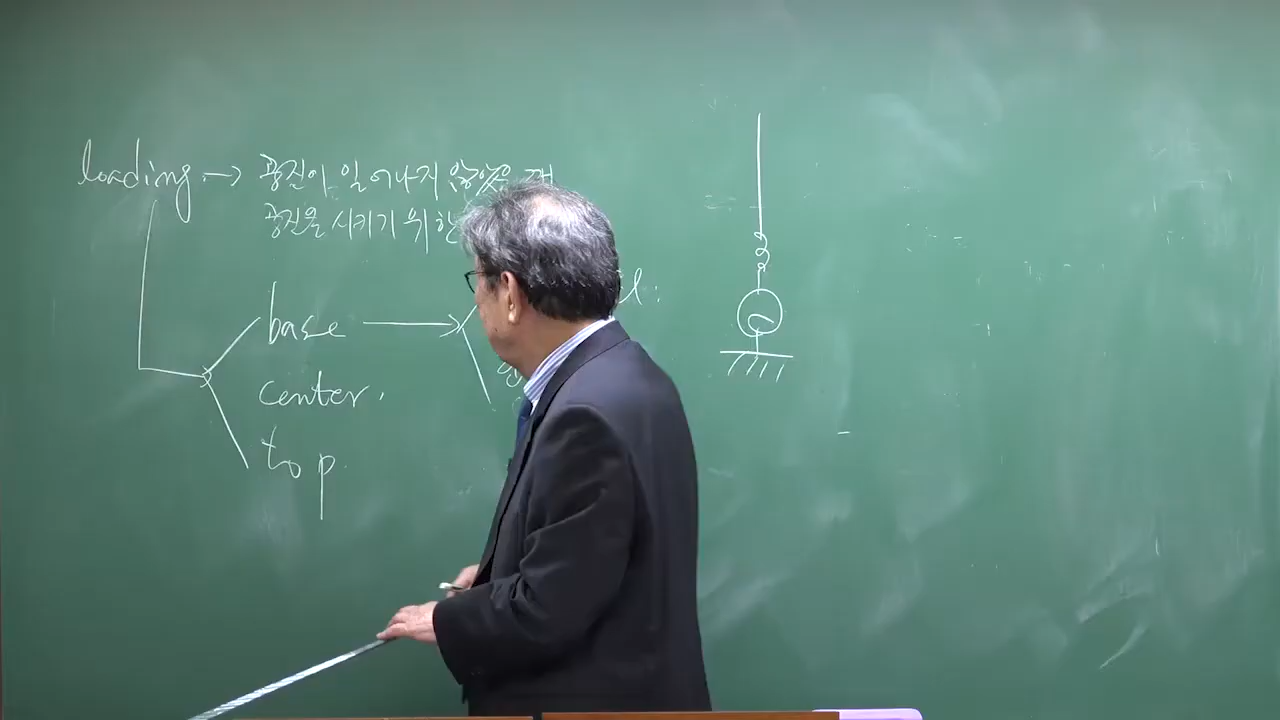 loading → 공진이 일어나지 않았을 때
공진을 시키기 위한
base →
center.
top.